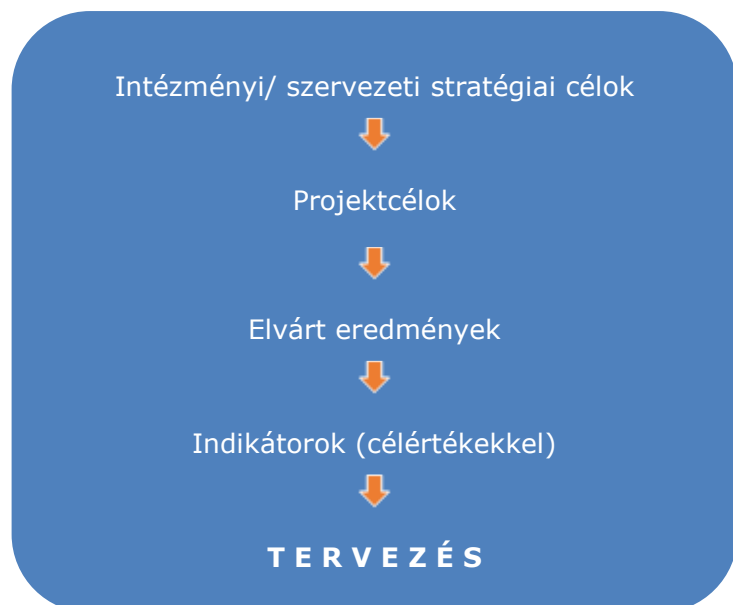 Intézményi/ szervezeti stratégiai célok
Projektcélok
Elvárt eredmények
Indikátorok (célértékekkel)
T E R V E Z É S